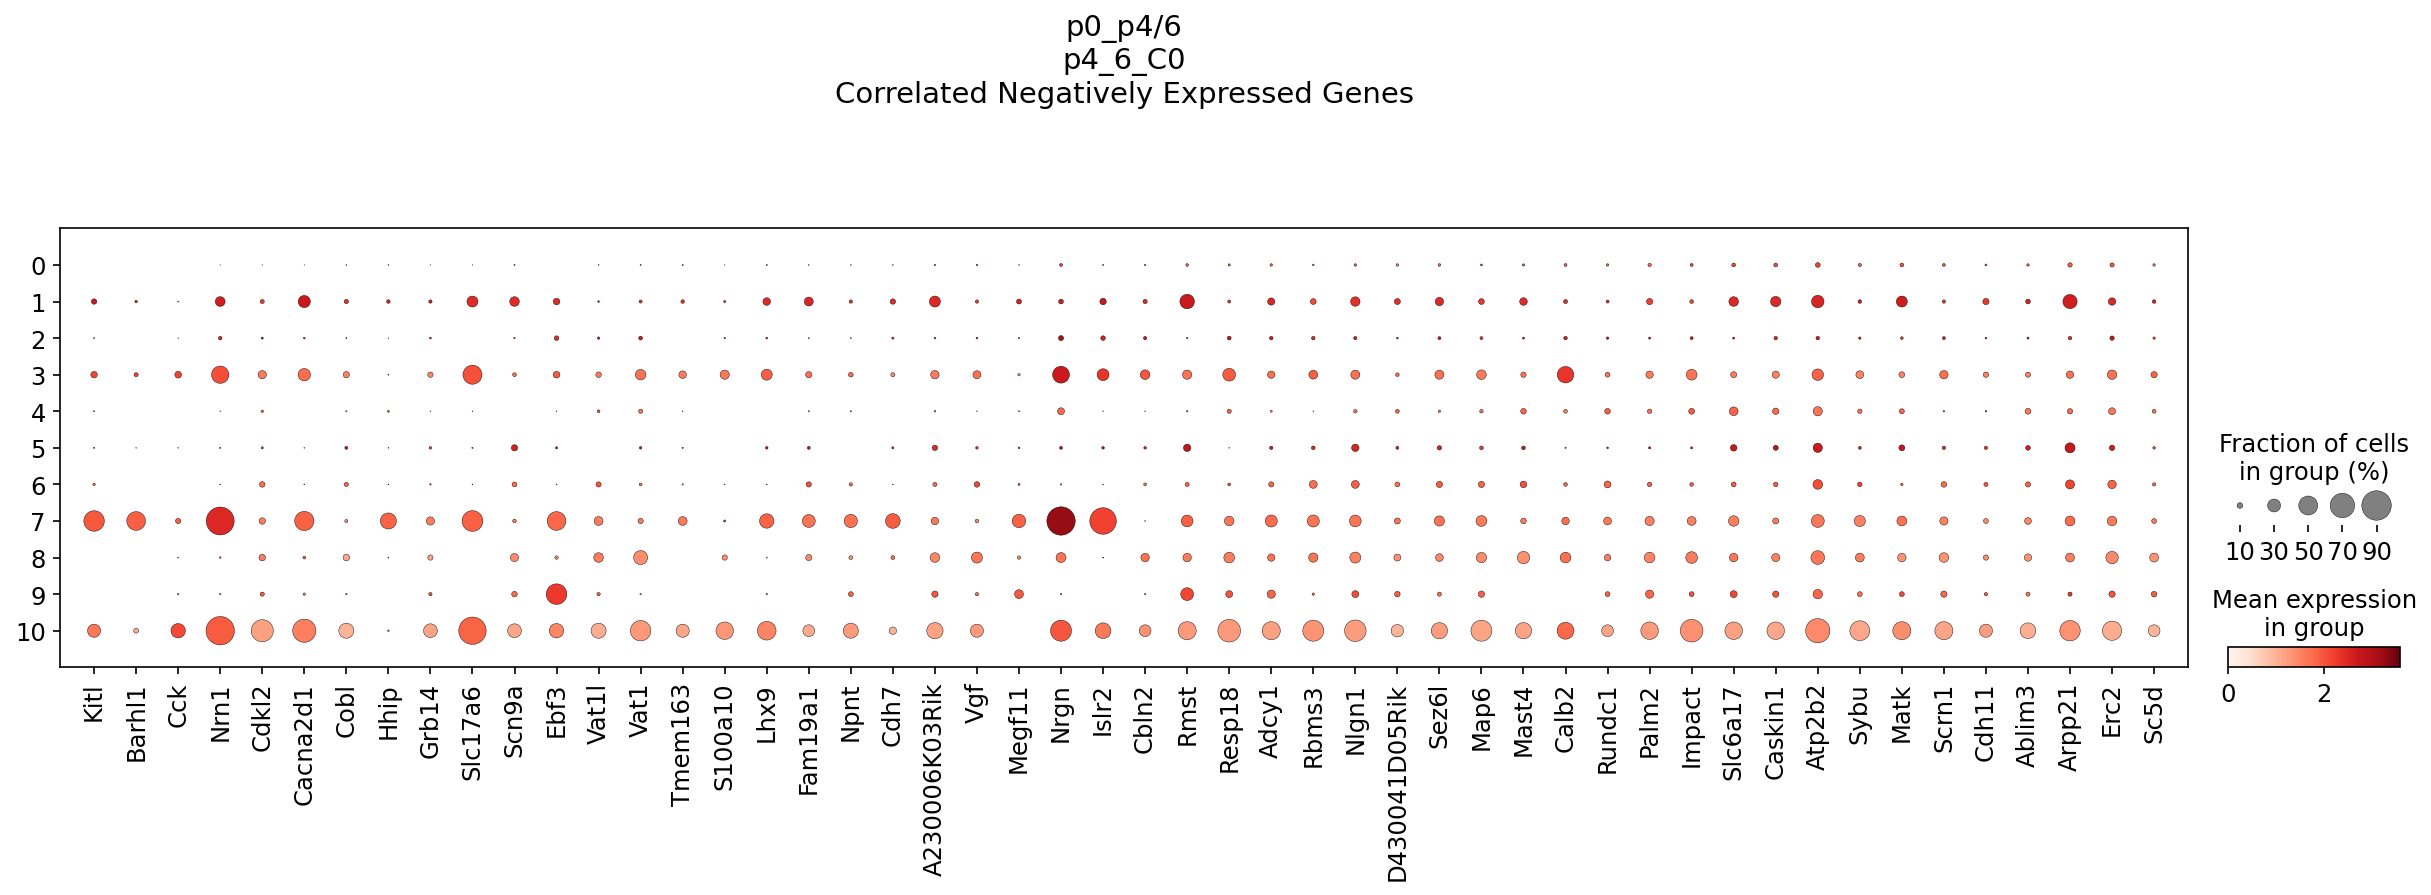 p0_p4/6
p4_6_C0
Correlated Negatively Expressed Genes
0
1
2
3
4
5
6
7
8
9
10
Kitl
Barhl1
Cck
Nrn1
Cdkl2
Cacna2d1
Cobl
Hhip
Grb14
Slc17a6
Scn9a
Ebf3
Vat1l
Vat1
Tmem163
S100a10
Lhx9
Fam19a1
Npnt
Cdh7
A230006K03Rik
Vgf
Megf11
Nrgn
Islr2
Cbln2
Rmst
Resp18
Adcy1
Rbms3
Nlgn1
D430041D05Rik
Sez6l
Map6
Mast4
Calb2
Rundc1
Palm2
Impact
Slc6a17
Caskin1
Atp2b2
Sybu
Matk
Scrn1
Cdh11
Ablim3
Arpp21
Erc2
Sc5d
Fraction of cells
in group (%)
10 30 50 70 90
Mean expression
in group
0 2